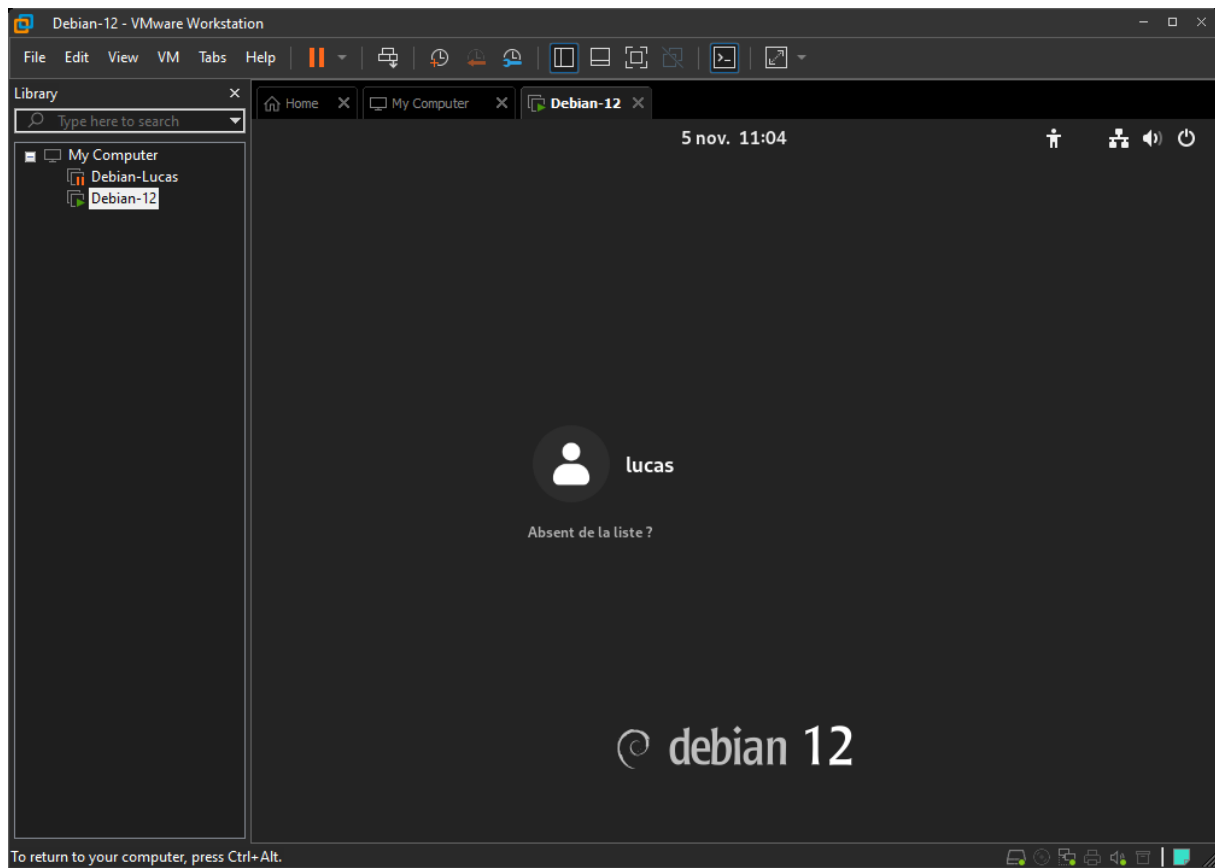 Debian-12 - VMware Workstation
File Edit View VM Tabs Help
Library
Type here to search
Home
My Computer
Debian-12
My Computer
Debian-Lucas
Debian-12
5 nov. 11:04
lucas
Absent de la liste ?
debian 12
To return to your computer, press Ctrl+Alt.